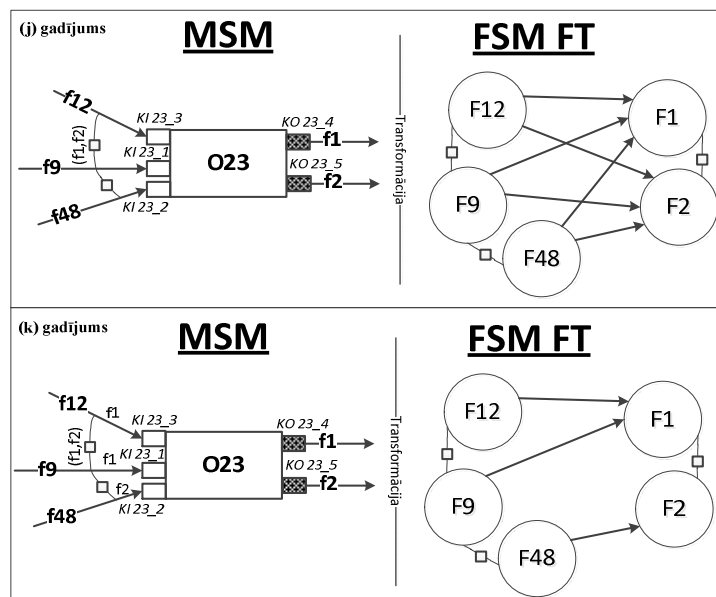 (j) gadījums
MSM
FSM FT
f12
KI 23_3
(f1,f2)
KI 23_1
f9
KI 23_2
f48
O23
KO 23_4
f1
KO 23_5
f2
Transformācija
F12
F1
F9
F2
F48
(k) gadījums
MSM
FSM FT
f12
f1
KI 23_3
(f1,f2)
KI 23_1
f9
f1
f2
KI 23_2
f48
O23
KO 23_4
f1
KO 23_5
f2
Transformācija
F12
F1
F9
F2
F48